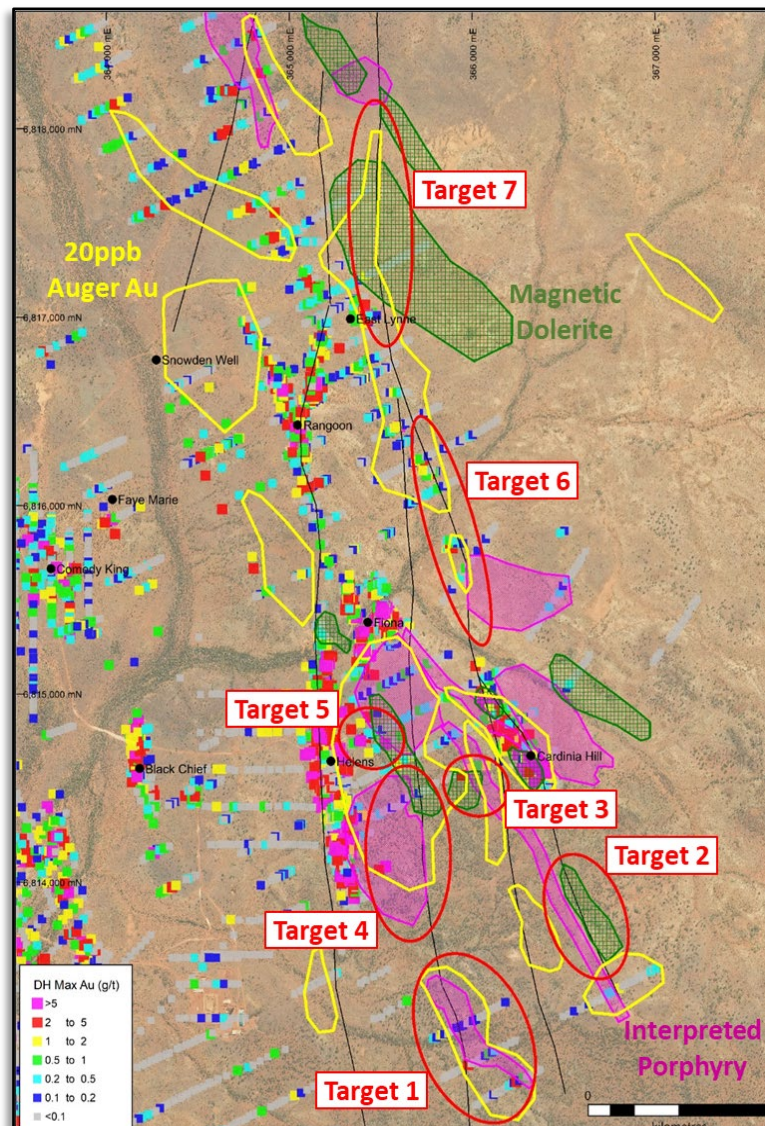 364,000 mE
365,000 mE
366,000 mE
367,000 mE
6,818,000 mN
Target 7
20ppb
Auger Au
Magnetic
Dolerite
6,817,000 mN
East Lynne
Snowden Well
Rangoon
Target 6
6,816,000 mN
Faye Marie
Comedy King
Fiona
6,815,000 mN
Target 5
Cardinia Hill
Helens
Black Chief
Target 3
Target 2
6,814,000 mN
Target 4
DH Max Au (g/t)
>5
2 to 5
1 to 2
0.5 to 1
0.2 to 0.5
0.1 to 0.2
<0.1
Interpreted
Porphyry
Target 1
0